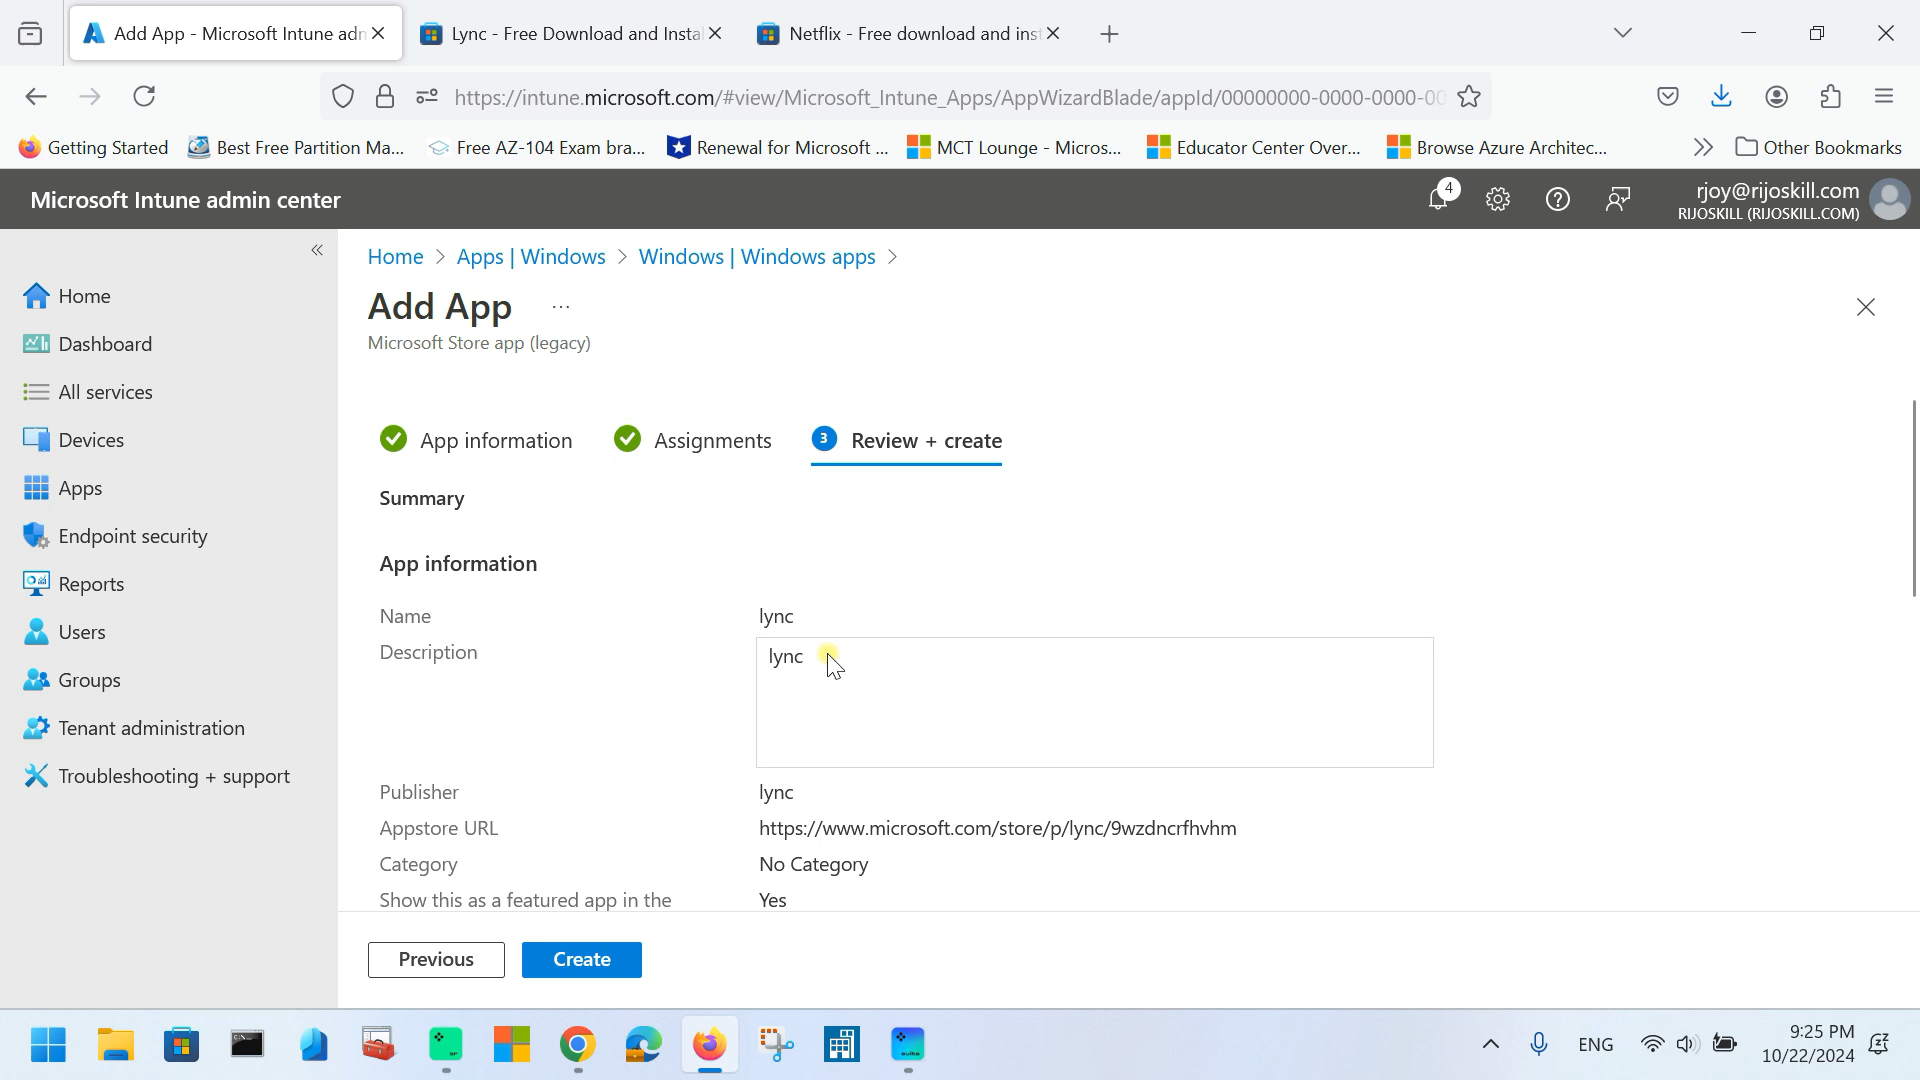 Add App - Microsoft Intune adn
Lync - Free Download and Instal
Netflix - Free download and inst
https://intune.microsoft.com/#view/Microsoft_Intune_Apps/AppWizardBlade/appId/00000000-0000-0000-00
Getting Started
Best Free Partition Ma...
Free AZ-104 Exam bra...
Renewal for Microsoft ...
MCT Lounge - Micros...
Educator Center Over...
Browse Azure Architec...
Other Bookmarks
Microsoft Intune admin center
4
rjoy@rijoskill.com
RIJOSKILL (RIJOSKILL.COM)
Home
Dashboard
All services
Devices
Apps
Endpoint security
Reports
Users
Groups
Tenant administration
Troubleshooting + support
Home > Apps | Windows > Windows | Windows apps >
Add App ...
Microsoft Store app (legacy)
App information
Assignments
3 Review + create
Summary
App information
Name lync
Description lync
Publisher lync
Appstore URL https://www.microsoft.com/store/p/lync/9wzdncrfhvhm
Category No Category
Show this as a featured app in the Yes
Previous
Create
ENG
9:25 PM
10/22/2024